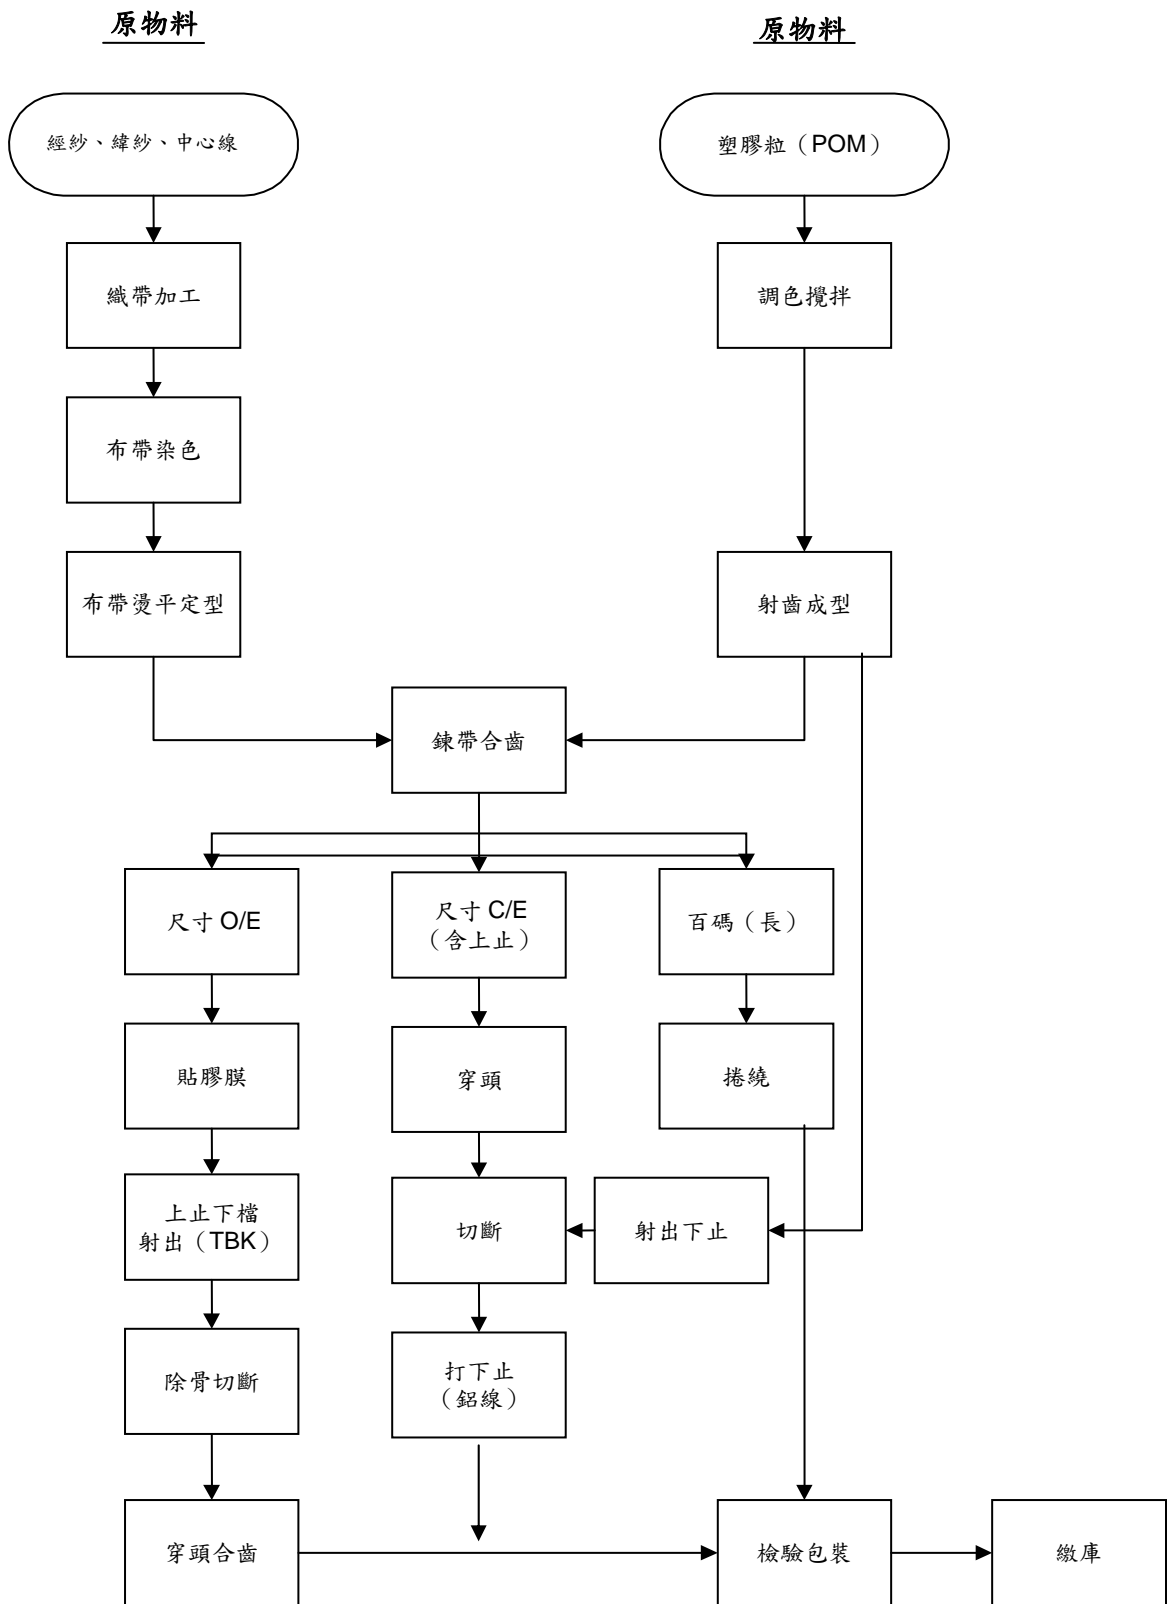 原物料
原物料
經紗、緯紗、中心線
塑膠粒（POM）
織帶加工
調色攪拌
布帶染色
布帶燙平定型
射齒成型
鍊帶合齒
尺寸 O/E
尺寸 C/E
（含上止）
百碼（長）
貼膠膜
穿頭
捲繞
上止下檔
射出（TBK）
切斷
射出下止
除骨切斷
打下止
（鋁線）
穿頭合齒
檢驗包裝
繳庫